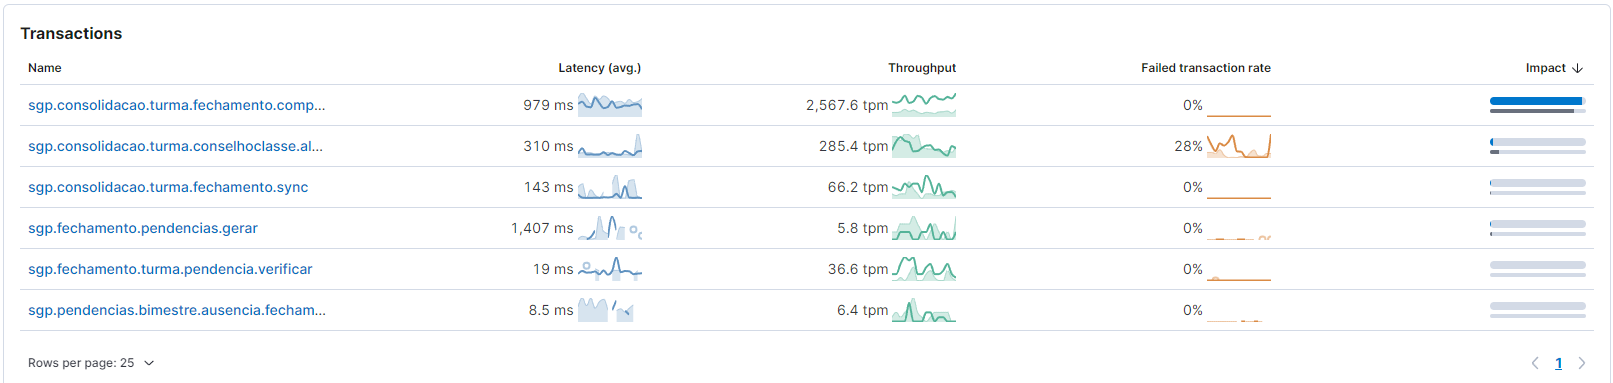 Transactions
Name Latency (avg.) Throughput Failed transaction rate Impact
sgp.consolidacao.turma.fechamento.comp... 979 ms 2,567.6 tpm 0%
sgp.consolidacao.turma.conselhoclasse.al... 310 ms 285.4 tpm 28%
sgp.consolidacao.turma.fechamento.sync 143 ms 66.2 tpm 0%
sgp.fechamento.pendencias.gerar 1,407 ms 5.8 tpm 0%
sgp.fechamento.turma.pendencia.verificar 19 ms 36.6 tpm 0%
sgp.pendencias.bimestre.ausencia.fecham... 8.5 ms 6.4 tpm 0%
Rows per page: 25 1